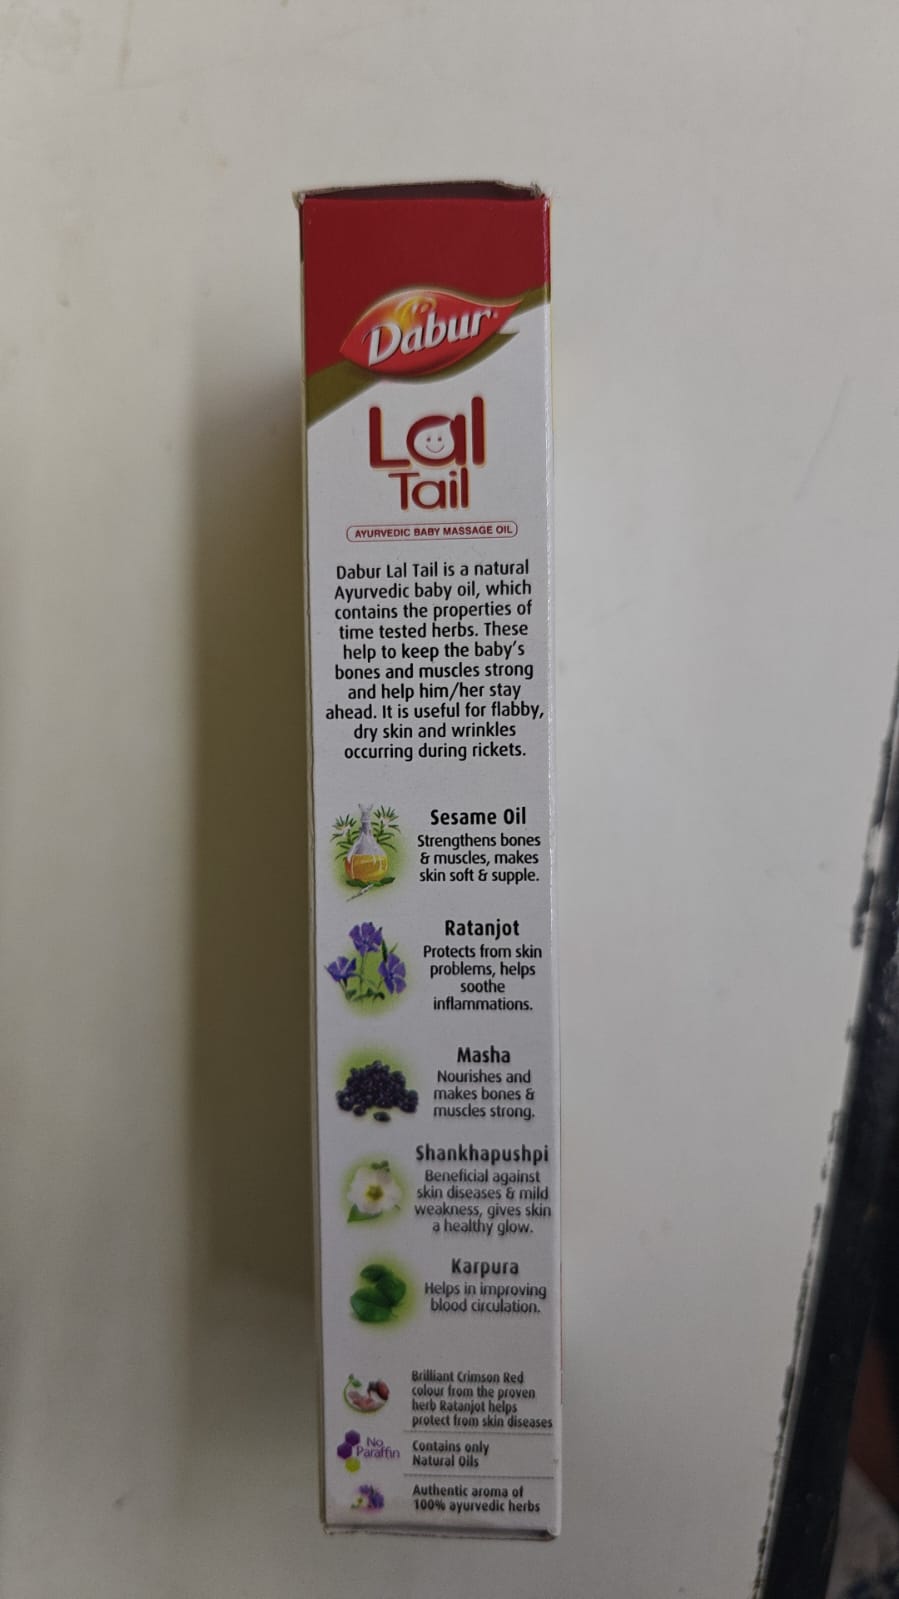 Dabur
Lal
Tail
AYURVEDIC BABY MASSAGE OIL
Dabur Lal Tail is a natural
Ayurvedic baby oil, which
contains the properties of
time tested herbs. These
help to keep the baby's
bones and muscles strong
and help him/her stay
ahead. It is useful for flabby,
dry skin and wrinkles
occurring during rickets.
Sesame Oil
Strengthens bones
& muscles, makes
skin soft & supple.
Ratanjot
Protects from skin
problems, helps
soothe
inflammations.
Masha
Nourishes and
makes bones &
muscles strong.
Shankhapushpi
Beneficial against
skin diseases & mild
weakness, gives skin
a healthy glow.
Karpura
Helps in improving
blood circulation.
Brilliant Crimson Red
colour from the proven
herb Ratanjot helps
protect from skin diseases
No
Paraffin
Contains only
Natural Oils
Authentic aroma of
100% ayurvedic herbs